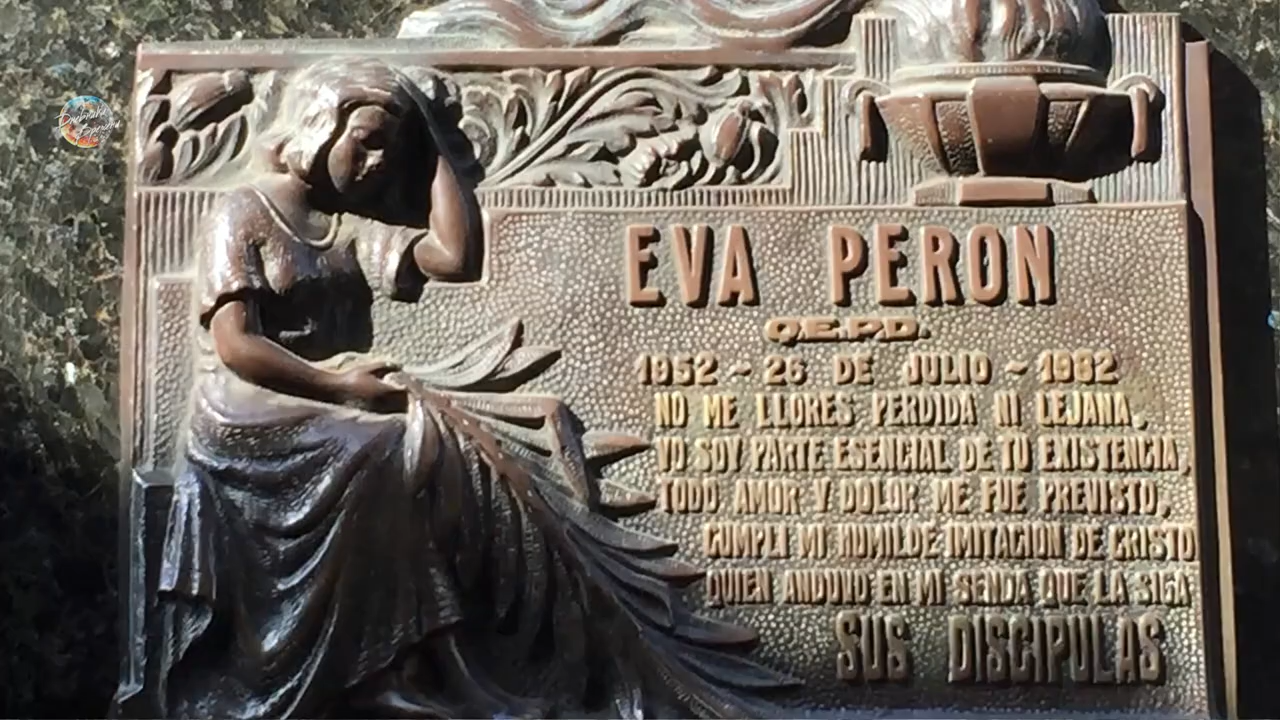 EVA PERON
Q.E.P.D.
1952 ~ 26 DE JULIO ~ 1982
NO ME LLORES PERDIDA NI LEJANA,
YO SOY PARTE ESENCIAL DE TU EXISTENCIA,
TODO AMOR Y DOLOR ME FUE PREVISTO,
CUMPLI MI HUMILDE IMITACION DE CRISTO
QUIEN ANDUVO EN MI SENDA QUE LA SIGA
SUS DISCIPULAS